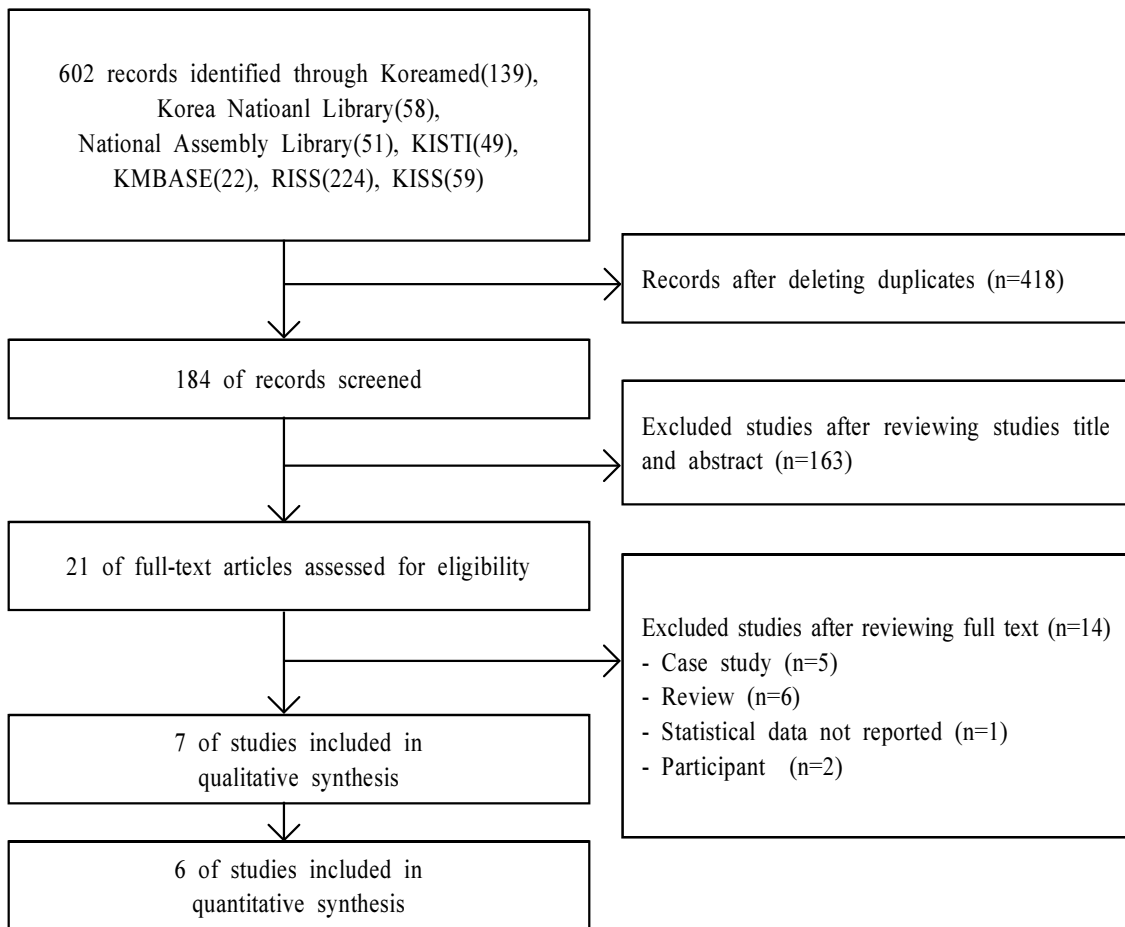 602 records identified through Koreamed(139),
Korea Natioanl Library(58),
National Assembly Library(51), KISTI(49),
KMBASE(22), RISS(224), KISS(59)
Records after deleting duplicates (n=418)
184 of records screened
Excluded studies after reviewing studies title
and abstract (n=163)
21 of full-text articles assessed for eligibility
Excluded studies after reviewing full text (n=14)
- Case study (n=5)
- Review (n=6)
- Statistical data not reported (n=1)
- Participant (n=2)
7 of studies included in
qualitative synthesis
6 of studies included in
quantitative synthesis